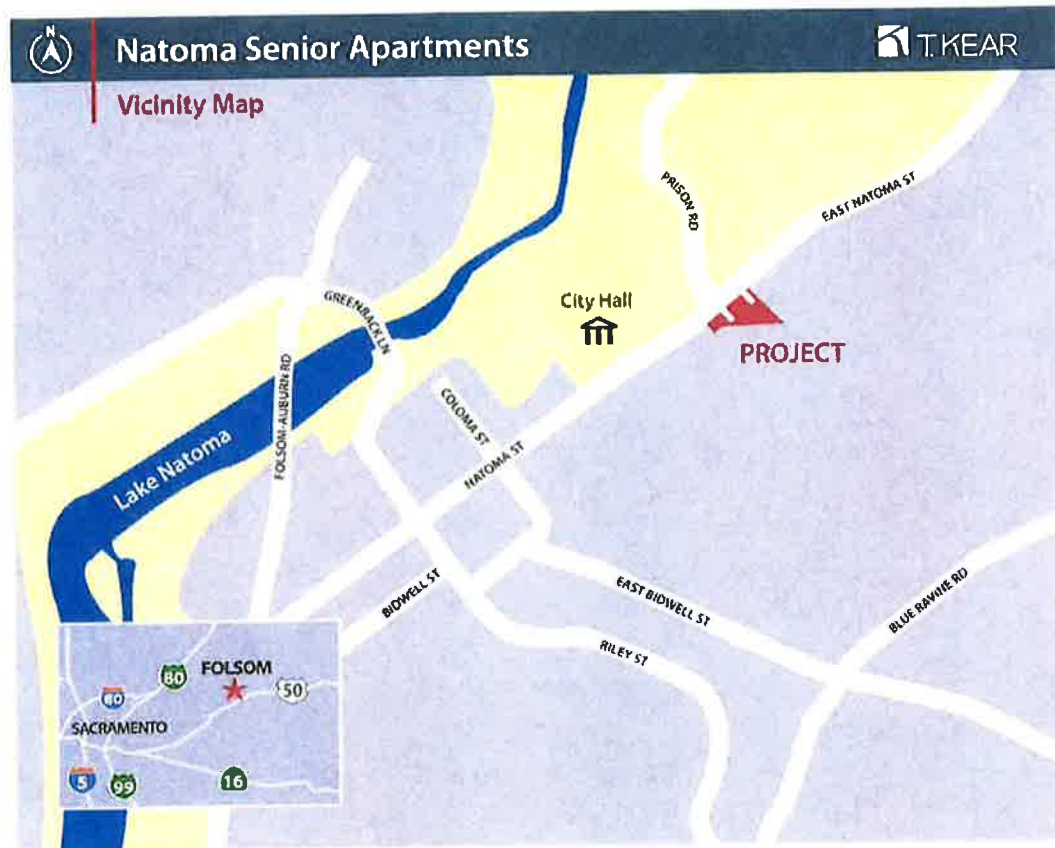 N
Natoma Senior Apartments
T.KEAR
Vicinity Map
PRISON RD
EAST NATOMA ST
GREENBACK LN
City Hall
PROJECT
FOLSOM-AUBURN RD
COLOMA ST
Lake Natoma
NATOMA ST
BIDWELL ST
EAST BIDWELL ST
BLUE RAVINE RD
RILEY ST
FOLSOM
80
80
50
SACRAMENTO
5
99
16